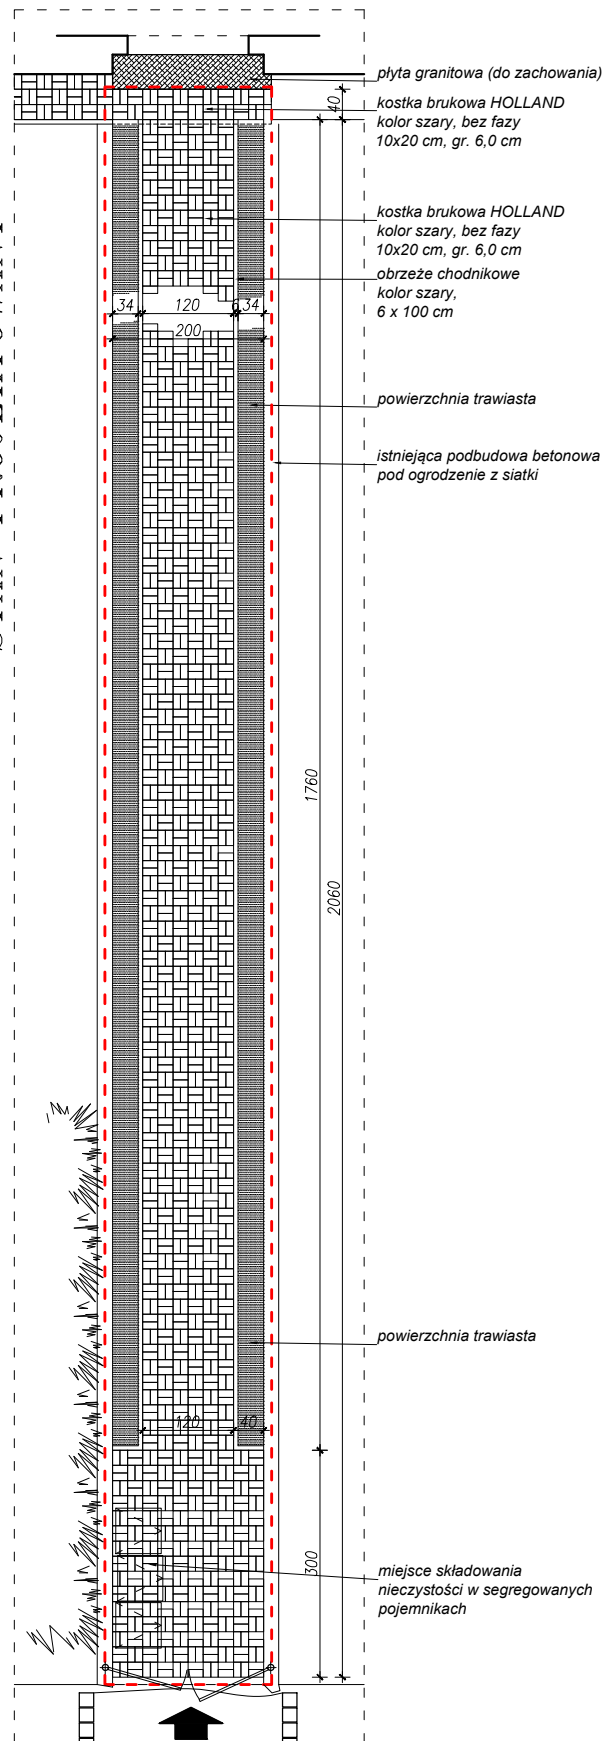 płyta granitowa (do zachowania)
40
kostka brukowa HOLLAND
kolor szary, bez fazy
10x20 cm, gr. 6,0 cm
kostka brukowa HOLLAND
kolor szary, bez fazy
10x20 cm, gr. 6,0 cm
obrzeże chodnikowe
kolor szary,
6 x 100 cm
34 120 6 34
200
powierzchnia trawiasta
istniejąca podbudowa betonowa
pod ogrodzenie z siatki
1760
2060
powierzchnia trawiasta
120 40
300
miejsce składowania
nieczystości w segregowanych
pojemnikach